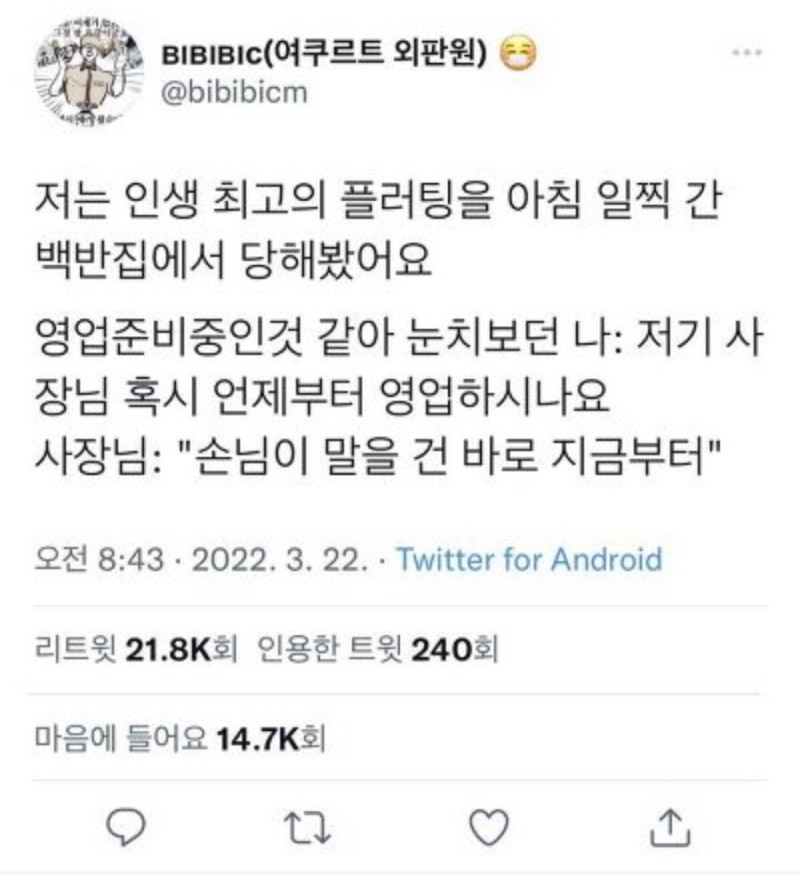 BIBIBIC(여쿠르트 외판원) 😷
@bibibicm
저는 인생 최고의 플러팅을 아침 일찍 간
백반집에서 당해봤어요
영업준비중인것 같아 눈치보던 나: 저기 사
장님 혹시 언제부터 영업하시나요
사장님: "손님이 말을 건 바로 지금부터"
오전 8:43 · 2022. 3. 22. · Twitter for Android
리트윗 21.8K회 인용한 트윗 240회
마음에 들어요 14.7K회